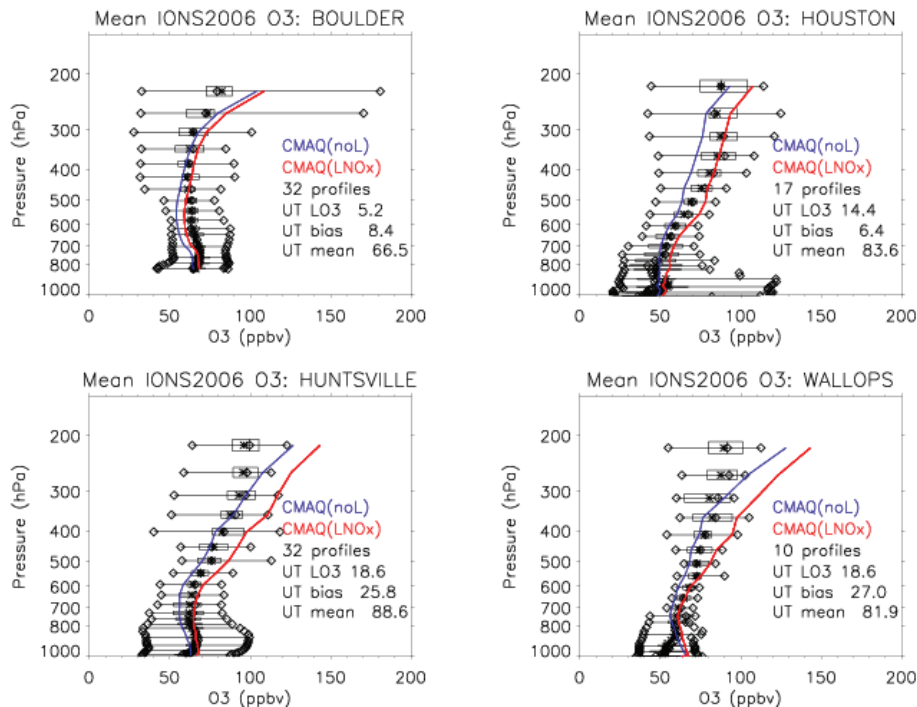 Mean IONS2006 O3: BOULDER
Pressure (hPa)
200
300
400
500
600
700
800
1000
CMAQ(noL)
CMAQ(LNOx)
32 profiles
UT LO3 5.2
UT bias 8.4
UT mean 66.5
0 50 100 150 200
O3 (ppbv)
Mean IONS2006 O3: HOUSTON
Pressure (hPa)
200
300
400
500
600
700
800
1000
CMAQ(noL)
CMAQ(LNOx)
17 profiles
UT LO3 14.4
UT bias 6.4
UT mean 83.6
0 50 100 150 200
O3 (ppbv)
Mean IONS2006 O3: HUNTSVILLE
Pressure (hPa)
200
300
400
500
600
700
800
1000
CMAQ(noL)
CMAQ(LNOx)
32 profiles
UT LO3 18.6
UT bias 25.8
UT mean 88.6
0 50 100 150 200
O3 (ppbv)
Mean IONS2006 O3: WALLOPS
Pressure (hPa)
200
300
400
500
600
700
800
1000
CMAQ(noL)
CMAQ(LNOx)
10 profiles
UT LO3 18.6
UT bias 27.0
UT mean 81.9
0 50 100 150 200
O3 (ppbv)